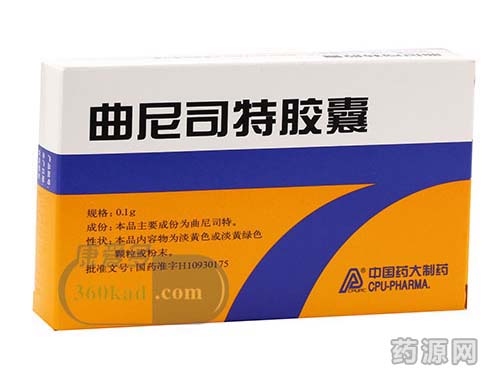 曲尼司特胶囊
规格：0.1g
成份：本品主要成份为曲尼司特。
性状：本品内容物为淡黄色或淡黄绿色
颗粒或粉末。
批准文号：国药准字H10930175
康爱多
360kad.com
中国药大制药
CPU-PHARMA.
药源网